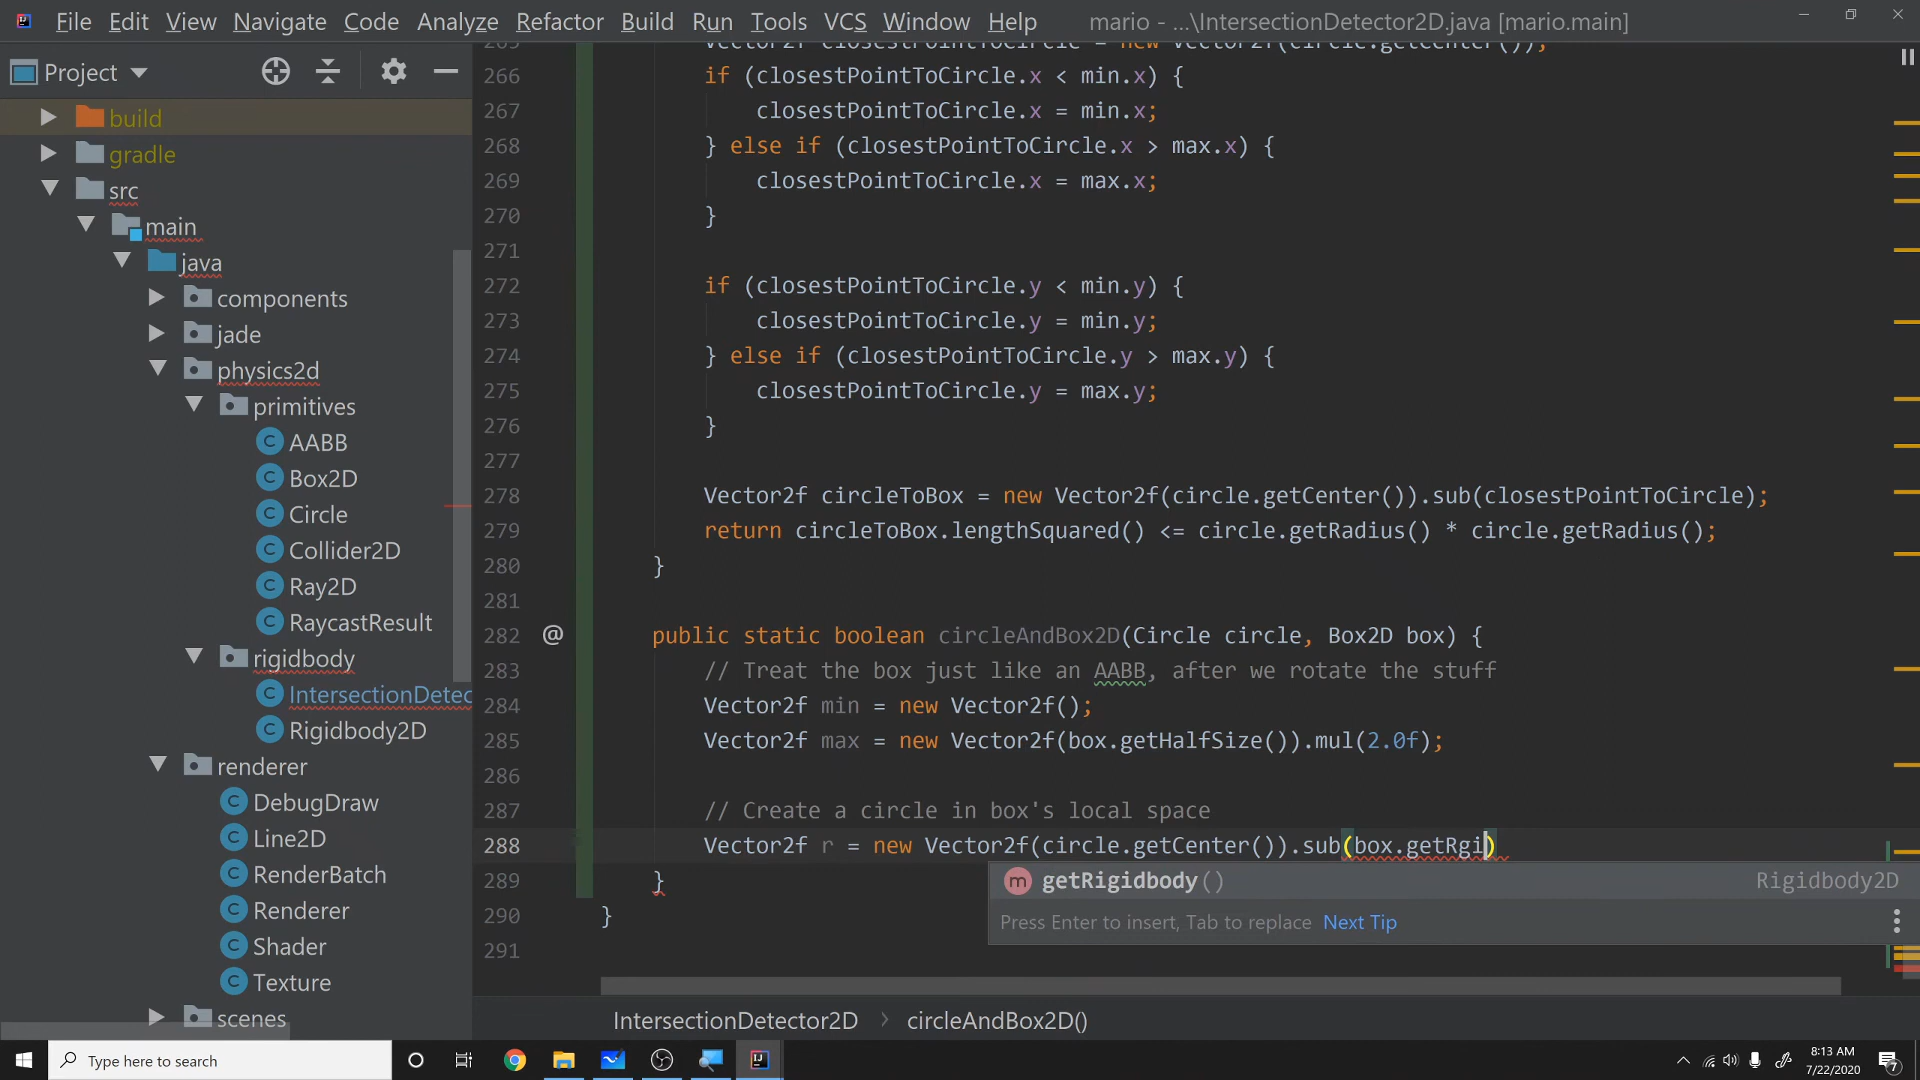 File Edit View Navigate Code Analyze Refactor Build Run Tools VCS Window Help mario - ...\IntersectionDetector2D.java [mario.main]
Project
build
gradle
src
main
java
components
jade
physics2d
primitives
AABB
Box2D
Circle
Collider2D
Ray2D
RaycastResult
rigidbody
IntersectionDetec
Rigidbody2D
renderer
DebugDraw
Line2D
RenderBatch
Renderer
Shader
Texture
scenes
265 Vector2f closestPointToCircle = new Vector2f(circle.getCenter());
266 if (closestPointToCircle.x < min.x) {
267 closestPointToCircle.x = min.x;
268 } else if (closestPointToCircle.x > max.x) {
269 closestPointToCircle.x = max.x;
270 }
271
272 if (closestPointToCircle.y < min.y) {
273 closestPointToCircle.y = min.y;
274 } else if (closestPointToCircle.y > max.y) {
275 closestPointToCircle.y = max.y;
276 }
277
278 Vector2f circleToBox = new Vector2f(circle.getCenter()).sub(closestPointToCircle);
279 return circleToBox.lengthSquared() <= circle.getRadius() * circle.getRadius();
280 }
281
282 @ public static boolean circleAndBox2D(Circle circle, Box2D box) {
283 // Treat the box just like an AABB, after we rotate the stuff
284 Vector2f min = new Vector2f();
285 Vector2f max = new Vector2f(box.getHalfSize()).mul(2.0f);
286
287 // Create a circle in box's local space
288 Vector2f r = new Vector2f(circle.getCenter()).sub(box.getRgi)
289 }
m getRigidbody() Rigidbody2D
Press Enter to insert, Tab to replace Next Tip
290 }
291
IntersectionDetector2D > circleAndBox2D()
Type here to search
8:13 AM
7/22/2020
7